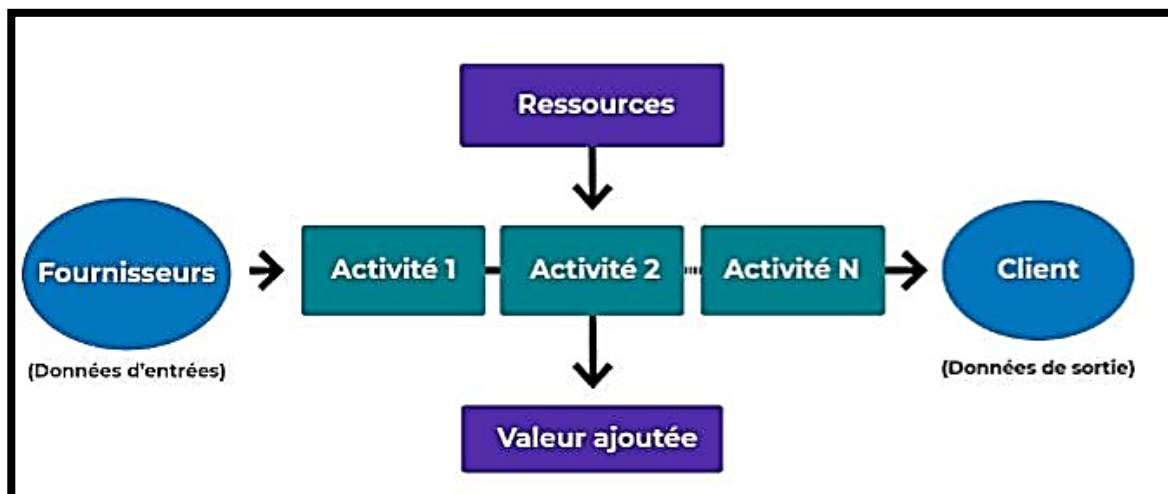 Ressources
Fournisseurs
Activité 1
Activité 2
Activité N
Client
(Données d'entrées)
(Données de sortie)
Valeur ajoutée